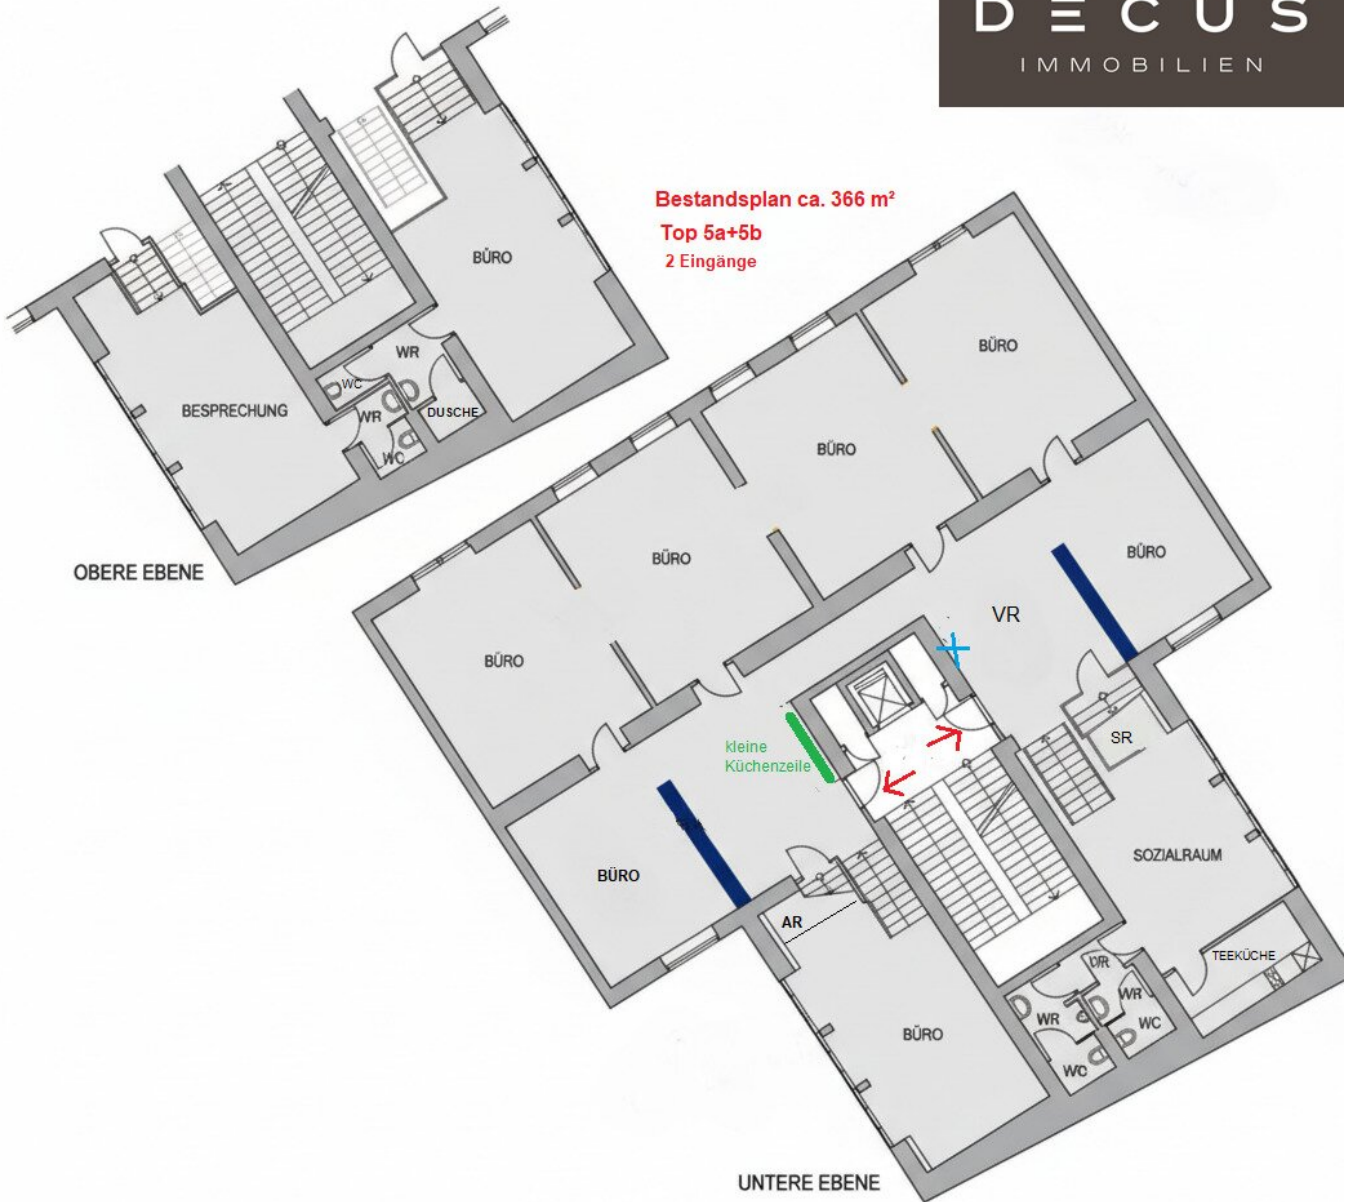 DECUS
IMMOBILIEN
Bestandsplan ca. 366 m²
Top 5a+5b
2 Eingänge
BÜRO
WR
WC
BESPRECHUNG
WR
DUSCHE
WC
OBERE EBENE
BÜRO
BÜRO
BÜRO
BÜRO
BÜRO
VR
SR
kleine
Küchenzeile
SOZIALRAUM
BÜRO
AR
TEEKÜCHE
WR
WR
WR
WC
BÜRO
WC
UNTERE EBENE